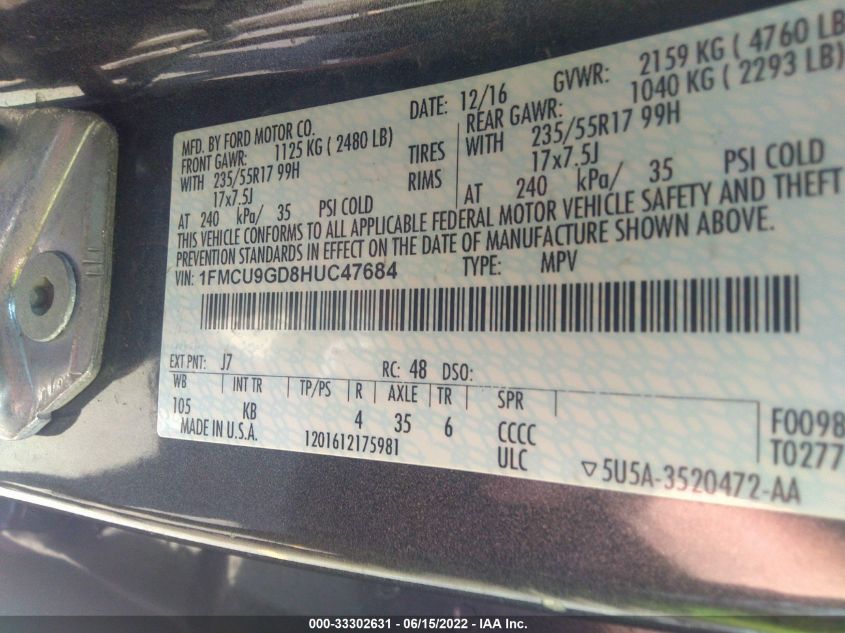 MFD. BY FORD MOTOR CO. DATE: 12/16 GVWR: 2159 KG ( 4760 LB
FRONT GAWR: 1125 KG ( 2480 LB) REAR GAWR: 1040 KG ( 2293 LB)
WITH 235/55R17 99H TIRES WITH 235/55R17 99H
17x7.5J RIMS 17x7.5J
AT 240 kPa/ 35 PSI COLD AT 240 kPa/ 35 PSI COLD
THIS VEHICLE CONFORMS TO ALL APPLICABLE FEDERAL MOTOR VEHICLE SAFETY AND THEFT
PREVENTION STANDARDS IN EFFECT ON THE DATE OF MANUFACTURE SHOWN ABOVE.
VIN: 1FMCU9GD8HUC47684 TYPE: MPV
EXT PNT: J7 RC: 48 DSO:
WB INT TR TP/PS R AXLE TR SPR
105 KB 4 35 6 CCCC F0098
MADE IN U.S.A. 1201612175981 ULC T0277
▽5U5A-3520472-AA
000-33302631 - 06/15/2022 - IAA Inc.